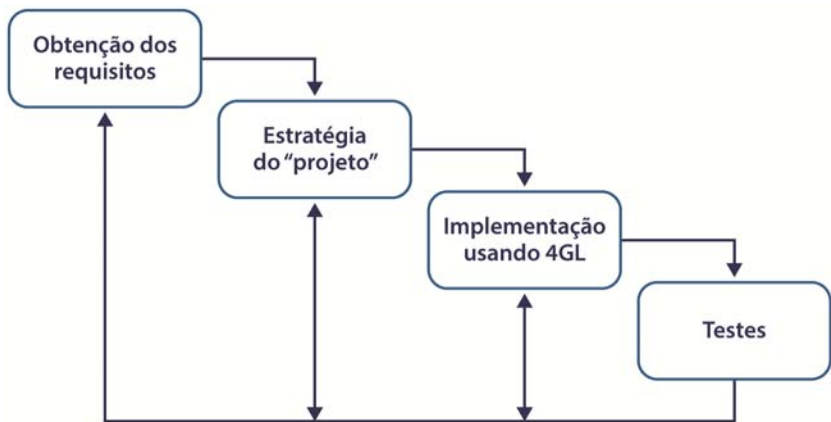 Obtenção dos
requisitos
Estratégia
do “projeto”
Implementação
usando 4GL
Testes